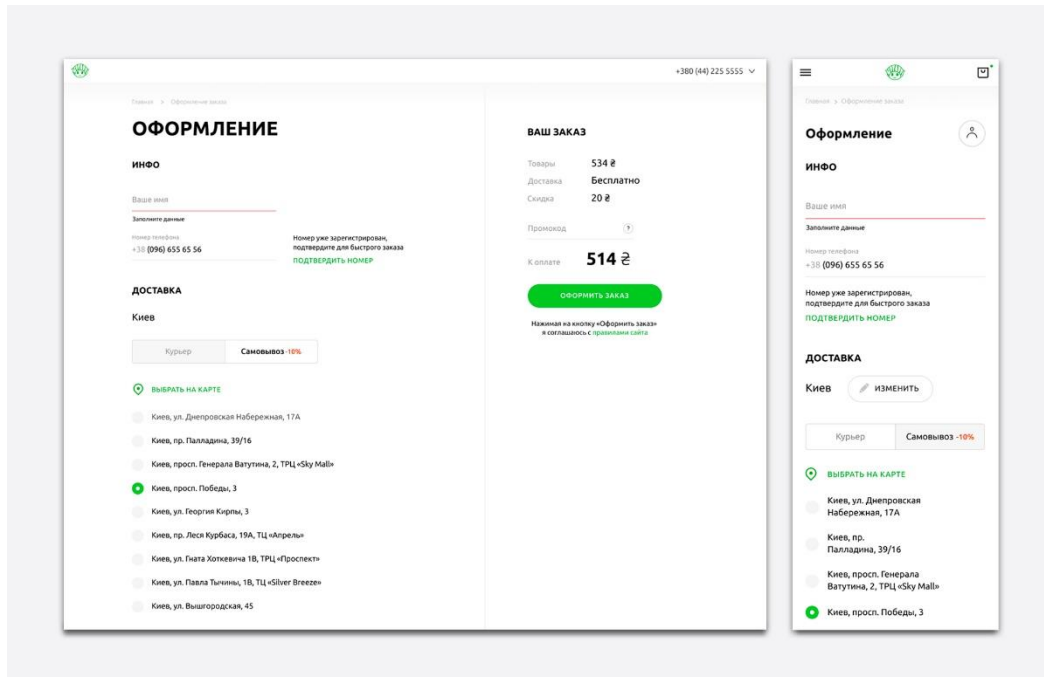 +380 (44) 225 5555
Главная > Оформление заказа
ОФОРМЛЕНИЕ
ИНФО
Ваше имя
Заполните данные
Номер телефона
+38 (096) 655 65 56
Номер уже зарегистрирован,
подтвердите для быстрого заказа
ПОДТВЕРДИТЬ НОМЕР
ДОСТАВКА
Киев
Курьер
Самовывоз -10%
ВЫБРАТЬ НА КАРТЕ
Киев, ул. Днепровская Набережная, 17А
Киев, пр. Палладина, 39/16
Киев, просп. Генерала Ватутина, 2, ТРЦ «Sky Mall»
Киев, просп. Победы, 3
Киев, ул. Георгия Кирпы, 3
Киев, пр. Леся Курбаса, 19А, ТЦ «Апрель»
Киев, ул. Гната Хоткевича 1В, ТРЦ «Проспект»
Киев, ул. Павла Тычины, 1В, ТЦ «Silver Breeze»
Киев, ул. Вышгородская, 45
ВАШ ЗАКАЗ
Товары 534 ₴
Доставка Бесплатно
Скидка 20 ₴
Промокод ?
К оплате 514 ₴
ОФОРМИТЬ ЗАКАЗ
Нажимая на кнопку «Оформить заказ»
я соглашаюсь с правилами сайта
Главная > Оформление заказа
Оформление
ИНФО
Ваше имя
Заполните данные
Номер телефона
+38 (096) 655 65 56
Номер уже зарегистрирован,
подтвердите для быстрого заказа
ПОДТВЕРДИТЬ НОМЕР
ДОСТАВКА
Киев
ИЗМЕНИТЬ
Курьер
Самовывоз -10%
ВЫБРАТЬ НА КАРТЕ
Киев, ул. Днепровская
Набережная, 17А
Киев, пр.
Палладина, 39/16
Киев, просп. Генерала
Ватутина, 2, ТРЦ «Sky Mall»
Киев, просп. Победы, 3